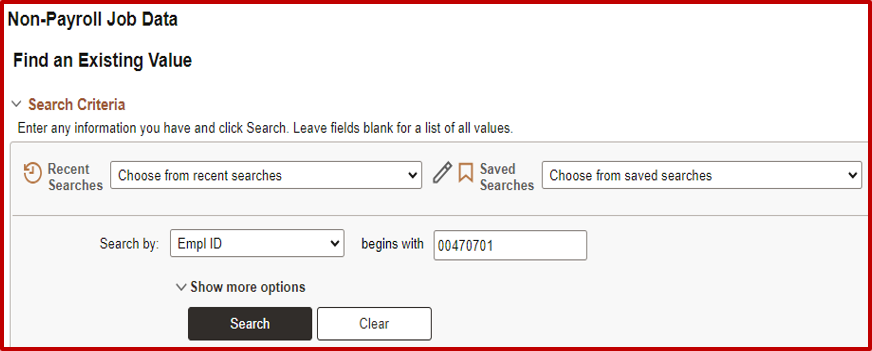 Non-Payroll Job Data
Find an Existing Value
Search Criteria
Enter any information you have and click Search. Leave fields blank for a list of all values.
Recent Searches Choose from recent searches Saved Searches Choose from saved searches
Search by: Empl ID begins with 00470701
Show more options
Search Clear